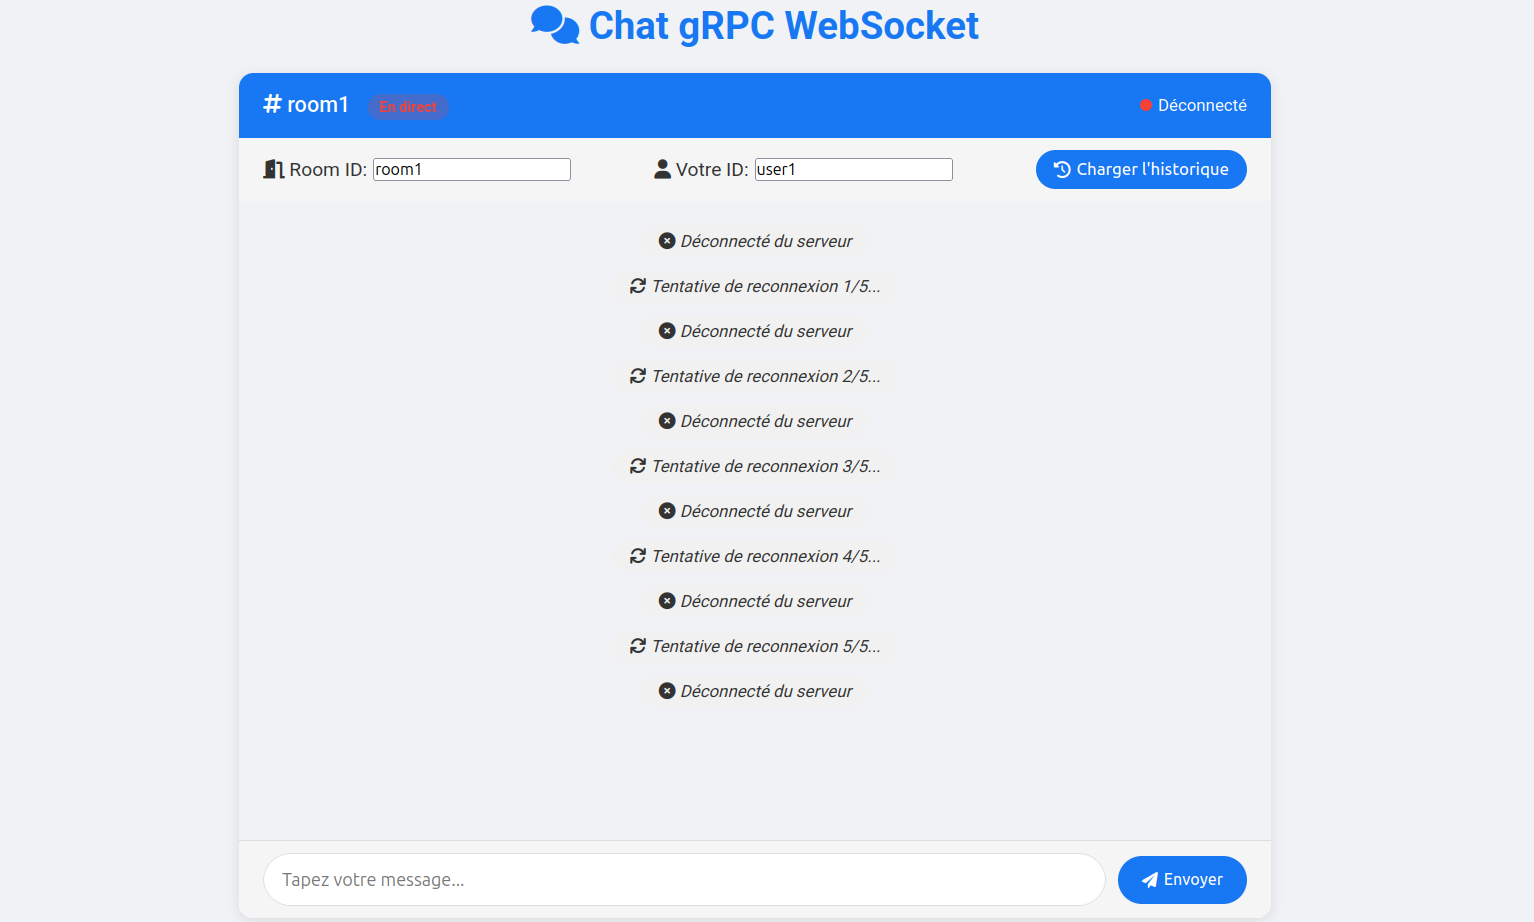 Chat gRPC WebSocket
# room1 En direct Déconnecté
Room ID: room1 Votre ID: user1 Charger l'historique
Déconnecté du serveur
Tentative de reconnexion 1/5...
Déconnecté du serveur
Tentative de reconnexion 2/5...
Déconnecté du serveur
Tentative de reconnexion 3/5...
Déconnecté du serveur
Tentative de reconnexion 4/5...
Déconnecté du serveur
Tentative de reconnexion 5/5...
Déconnecté du serveur
Tapez votre message... Envoyer